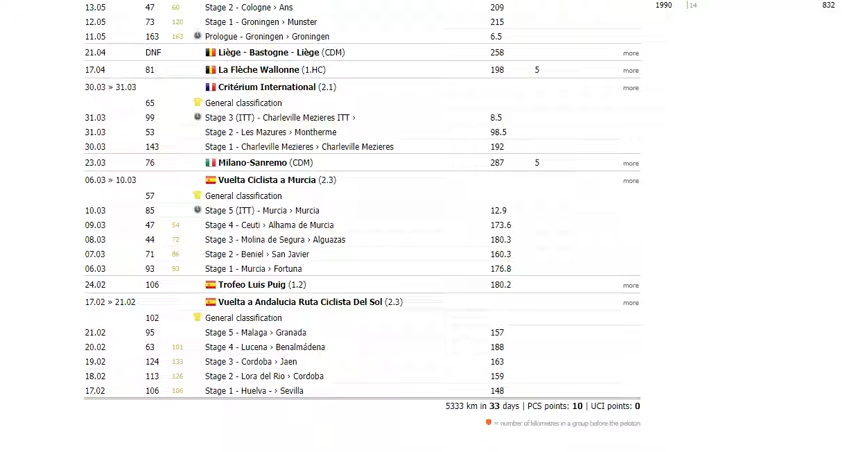 1990 14 832
13.05 47 60 Stage 2 - Cologne › Ans 209
12.05 73 120 Stage 1 - Groningen › Munster 215
11.05 163 163 Prologue - Groningen › Groningen 6.5
21.04 DNF Liège - Bastogne - Liège (CDM) 258 more
17.04 81 La Flèche Wallonne (1.HC) 198 5 more
30.03 » 31.03 Critérium International (2.1) more
65 General classification
31.03 99 Stage 3 (ITT) - Charleville Mezieres ITT › 8.5
31.03 53 Stage 2 - Les Mazures › Montherme 98.5
30.03 143 Stage 1 - Charleville Mezieres › Charleville Mezieres 192
23.03 76 Milano-Sanremo (CDM) 287 5 more
06.03 » 10.03 Vuelta Ciclista a Murcia (2.3) more
57 General classification
10.03 85 Stage 5 (ITT) - Murcia › Murcia 12.9
09.03 47 54 Stage 4 - Ceuti › Alhama de Murcia 173.6
08.03 44 72 Stage 3 - Molina de Segura › Alguazas 180.3
07.03 71 86 Stage 2 - Beniel › San Javier 160.3
06.03 93 93 Stage 1 - Murcia › Fortuna 176.8
24.02 106 Trofeo Luis Puig (1.2) 180.2 more
17.02 » 21.02 Vuelta a Andalucia Ruta Ciclista Del Sol (2.3) more
102 General classification
21.02 95 Stage 5 - Malaga › Granada 157
20.02 63 101 Stage 4 - Lucena › Benalmádena 188
19.02 124 133 Stage 3 - Cordoba › Jaen 163
18.02 113 126 Stage 2 - Lora del Rio › Cordoba 159
17.02 106 106 Stage 1 - Huelva - › Sevilla 148
5333 km in 33 days | PCS points: 10 | UCI points: 0
= number of kilometres in a group before the peloton